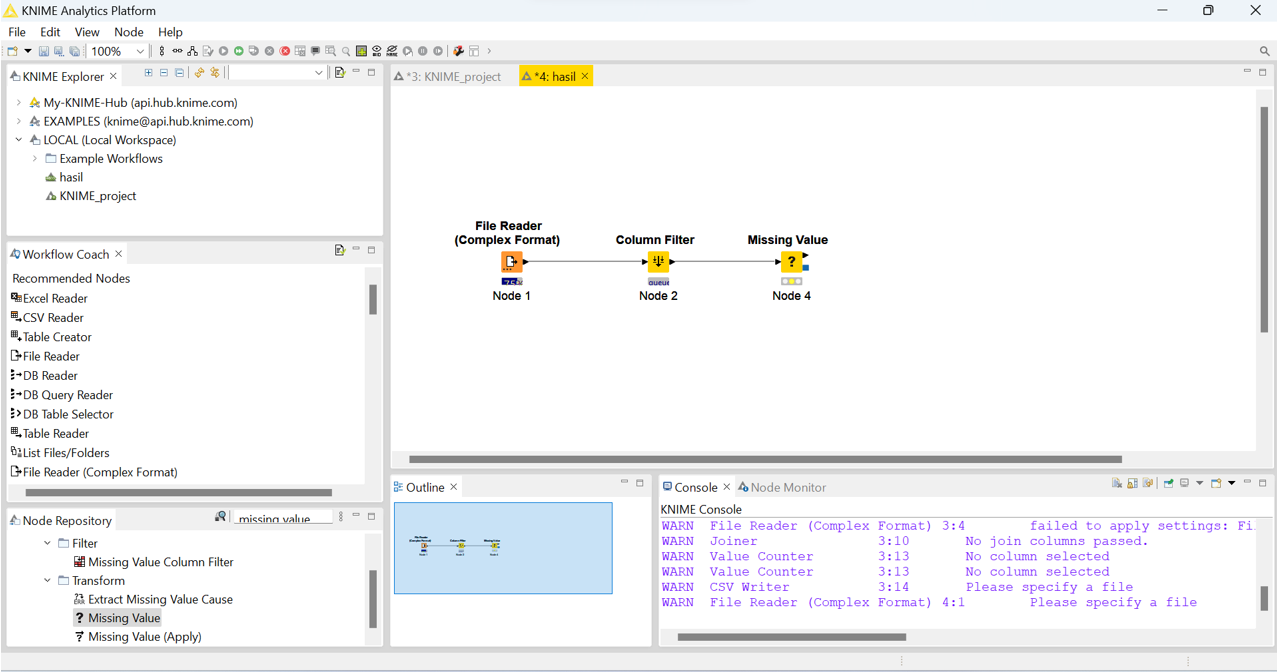 KNIME Analytics Platform
File Edit View Node Help
100%
KNIME Explorer
My-KNIME-Hub (api.hub.knime.com)
EXAMPLES (knime@api.hub.knime.com)
LOCAL (Local Workspace)
Example Workflows
hasil
KNIME_project
*3: KNIME_project
*4: hasil
File Reader
(Complex Format)
Column Filter
Missing Value
queue
Node 1
Node 2
Node 4
Workflow Coach
Recommended Nodes
Excel Reader
CSV Reader
Table Creator
File Reader
DB Reader
DB Query Reader
DB Table Selector
Table Reader
List Files/Folders
File Reader (Complex Format)
Node Repository
missing value
Filter
Missing Value Column Filter
Transform
Extract Missing Value Cause
Missing Value
Missing Value (Apply)
Outline
Console
Node Monitor
KNIME Console
WARN File Reader (Complex Format) 3:4 failed to apply settings: Fi
WARN Joiner 3:10 No join columns passed.
WARN Value Counter 3:13 No column selected
WARN Value Counter 3:13 No column selected
WARN CSV Writer 3:14 Please specify a file
WARN File Reader (Complex Format) 4:1 Please specify a file